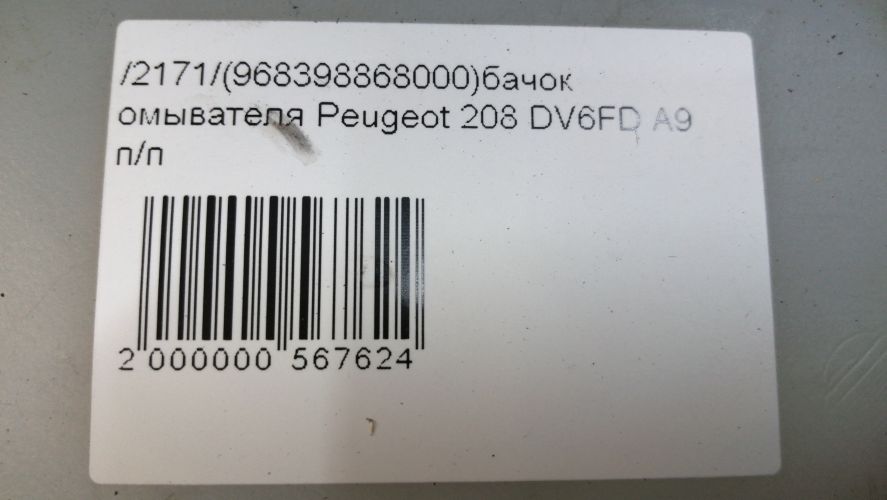 /2171/(968398868000)бачок
омывателя Peugeot 208 DV6FD A9
п/п
2 000000 567624